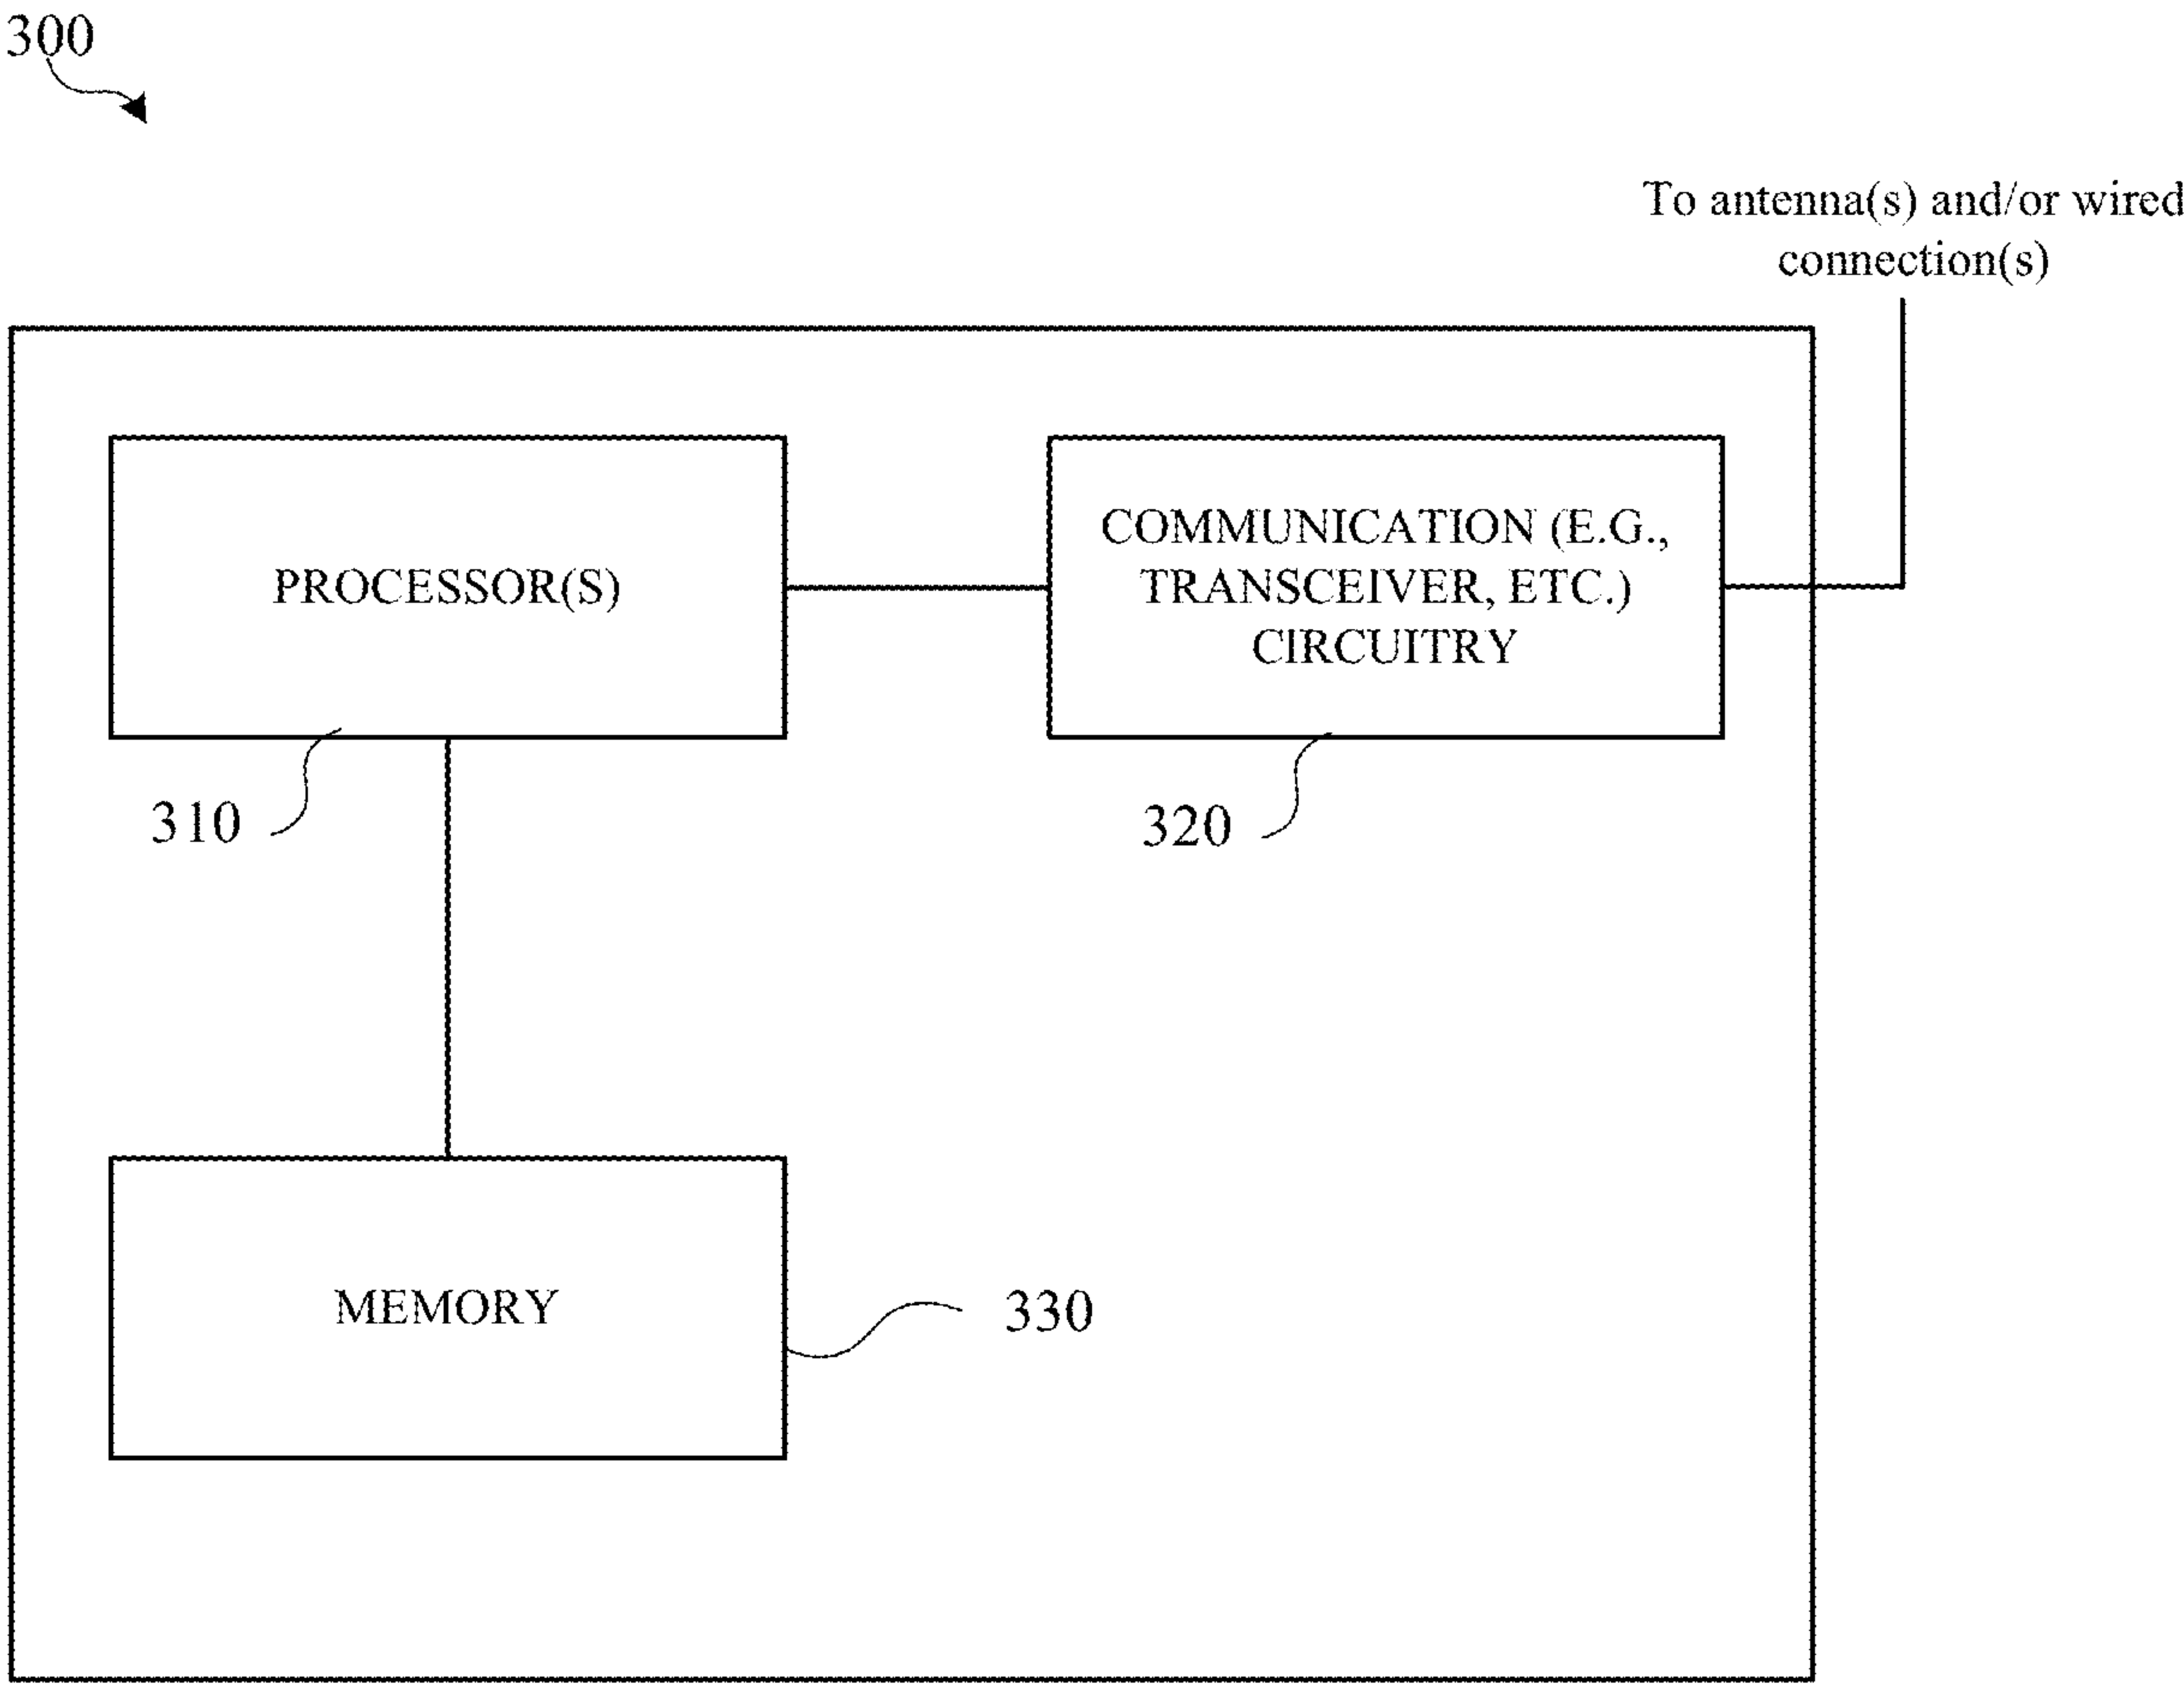 300
To antenna(s) and/or wired
connection(s)
PROCESSOR(S)
COMMUNICATION (E.G.,
TRANSCEIVER, ETC.)
CIRCUITRY
310
320
MEMORY
330